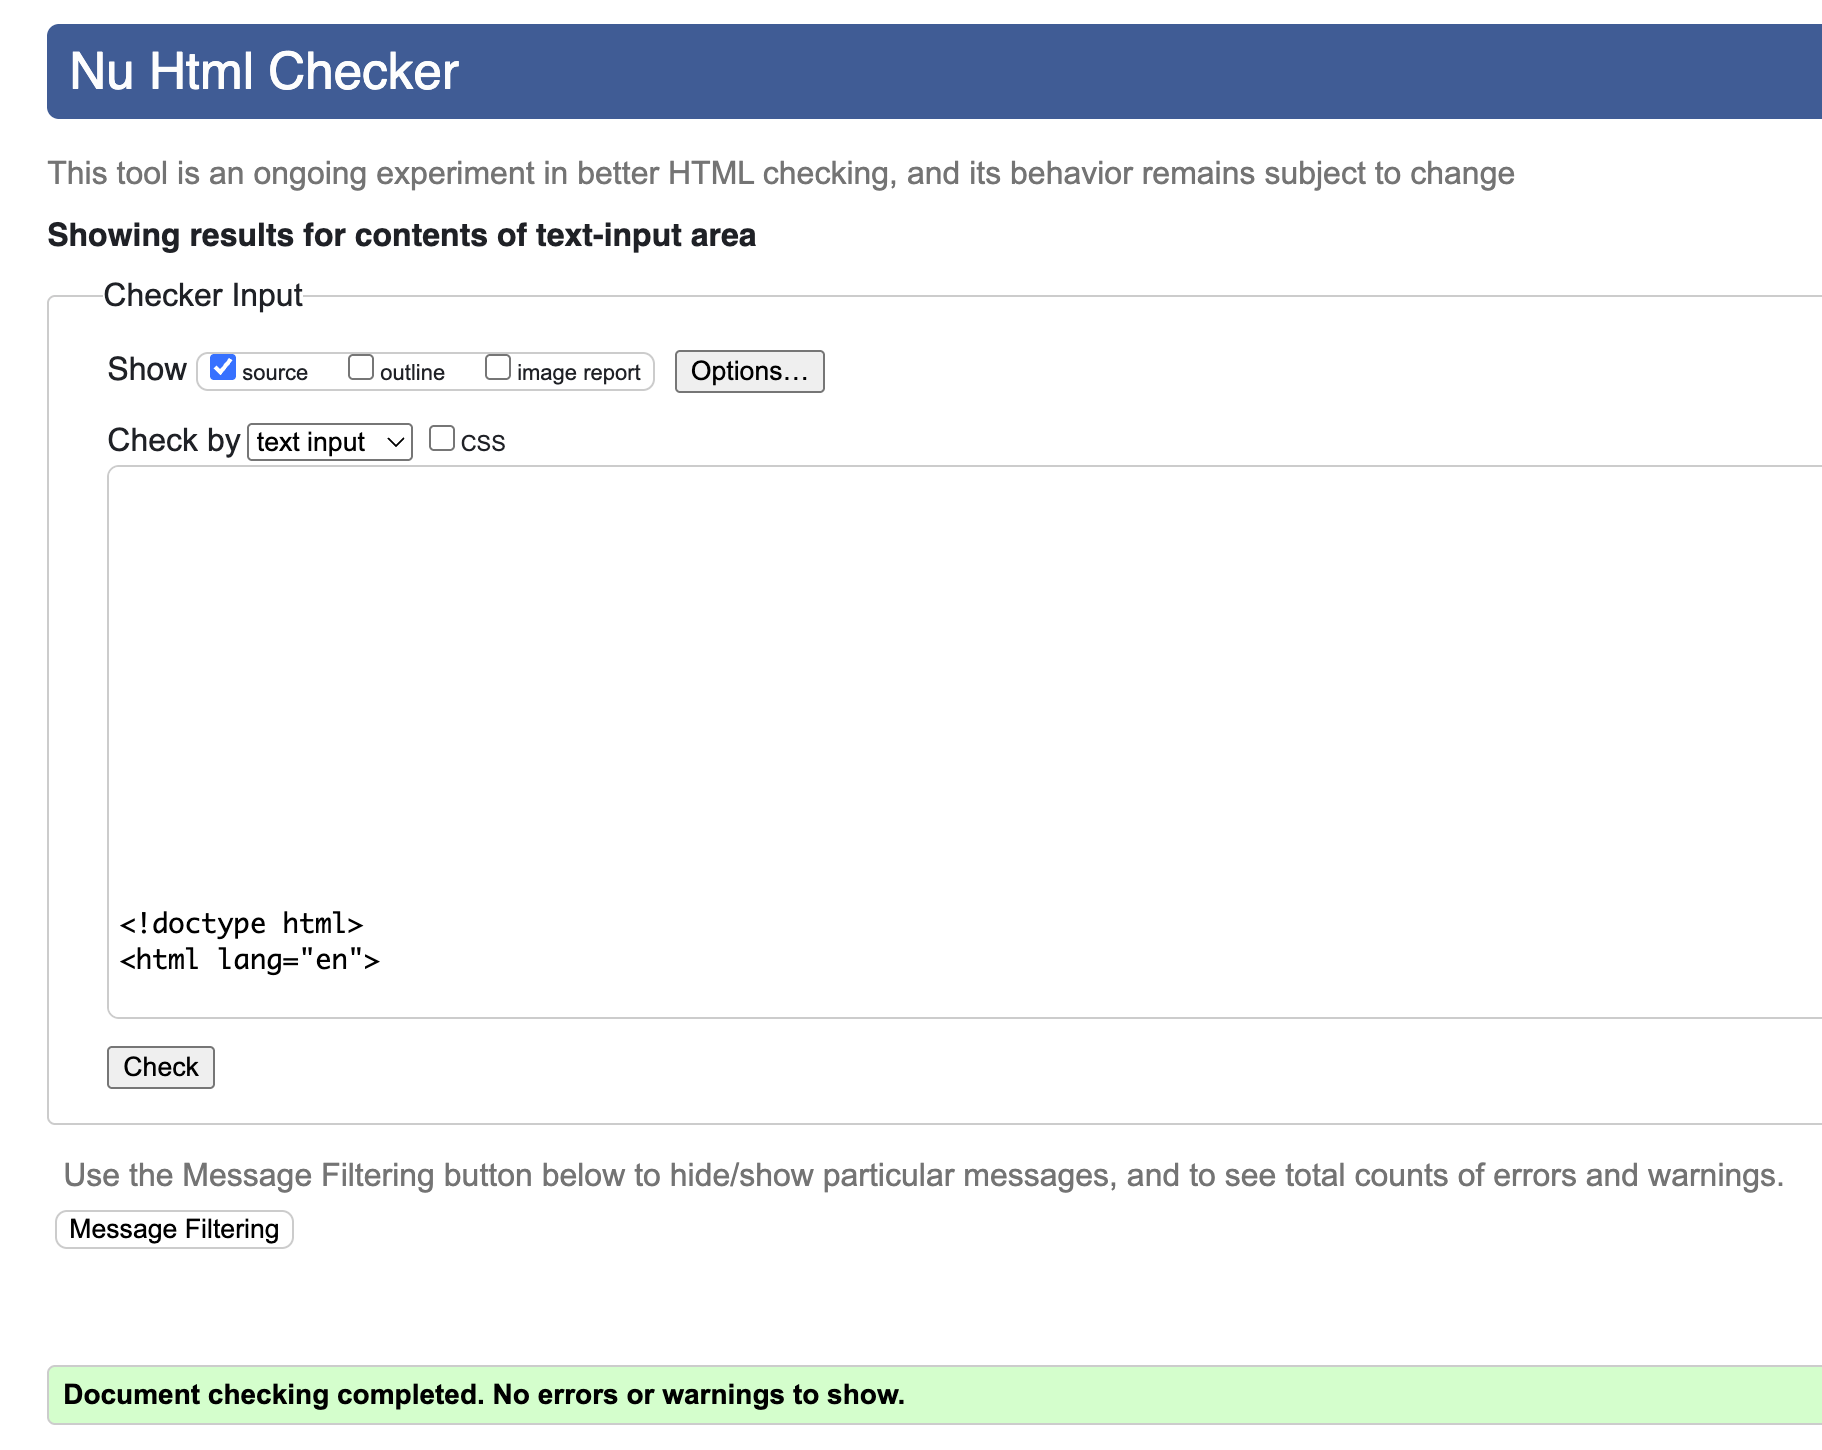 Nu Html Checker
This tool is an ongoing experiment in better HTML checking, and its behavior remains subject to change
Showing results for contents of text-input area
Checker Input
Show source outline image report Options…
Check by text input css
<!doctype html>
<html lang="en">
Check
Use the Message Filtering button below to hide/show particular messages, and to see total counts of errors and warnings.
Message Filtering
Document checking completed. No errors or warnings to show.